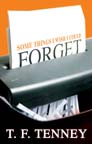 SOME THINGS I WISH I COULD
FORGET
T. F. TENNEY